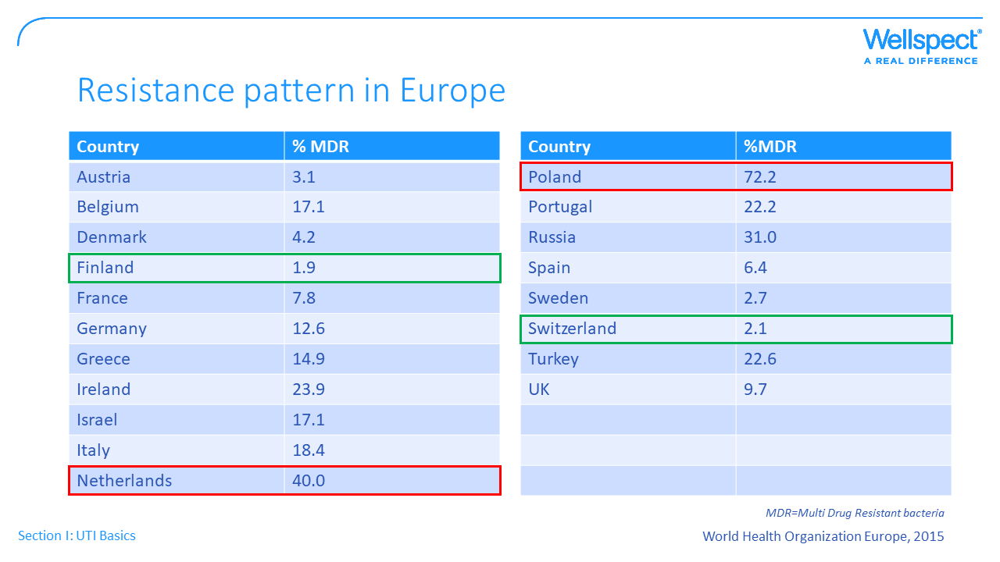 Wellspect®
A REAL DIFFERENCE
Resistance pattern in Europe
Country % MDR
Austria 3.1
Belgium 17.1
Denmark 4.2
Finland 1.9
France 7.8
Germany 12.6
Greece 14.9
Ireland 23.9
Israel 17.1
Italy 18.4
Netherlands 40.0
Country %MDR
Poland 72.2
Portugal 22.2
Russia 31.0
Spain 6.4
Sweden 2.7
Switzerland 2.1
Turkey 22.6
UK 9.7
MDR=Multi Drug Resistant bacteria
Section I: UTI Basics
World Health Organization Europe, 2015